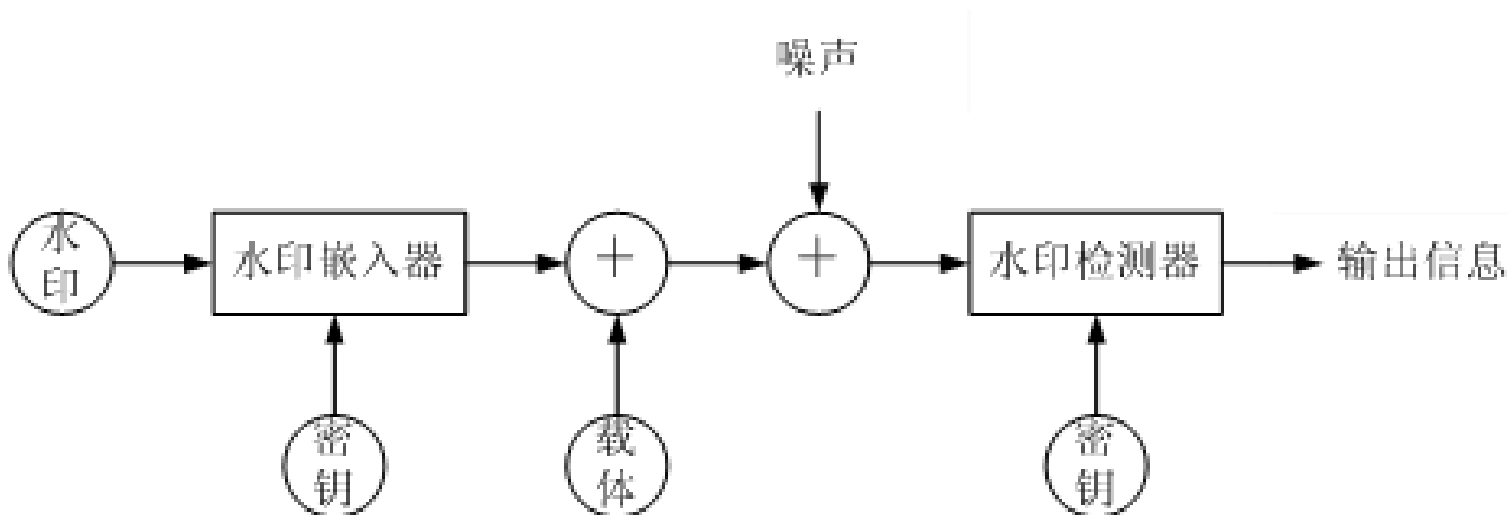 噪声
水
印
水印嵌入器
+
+
水印检测器
输出信息
密
钥
载
体
密
钥